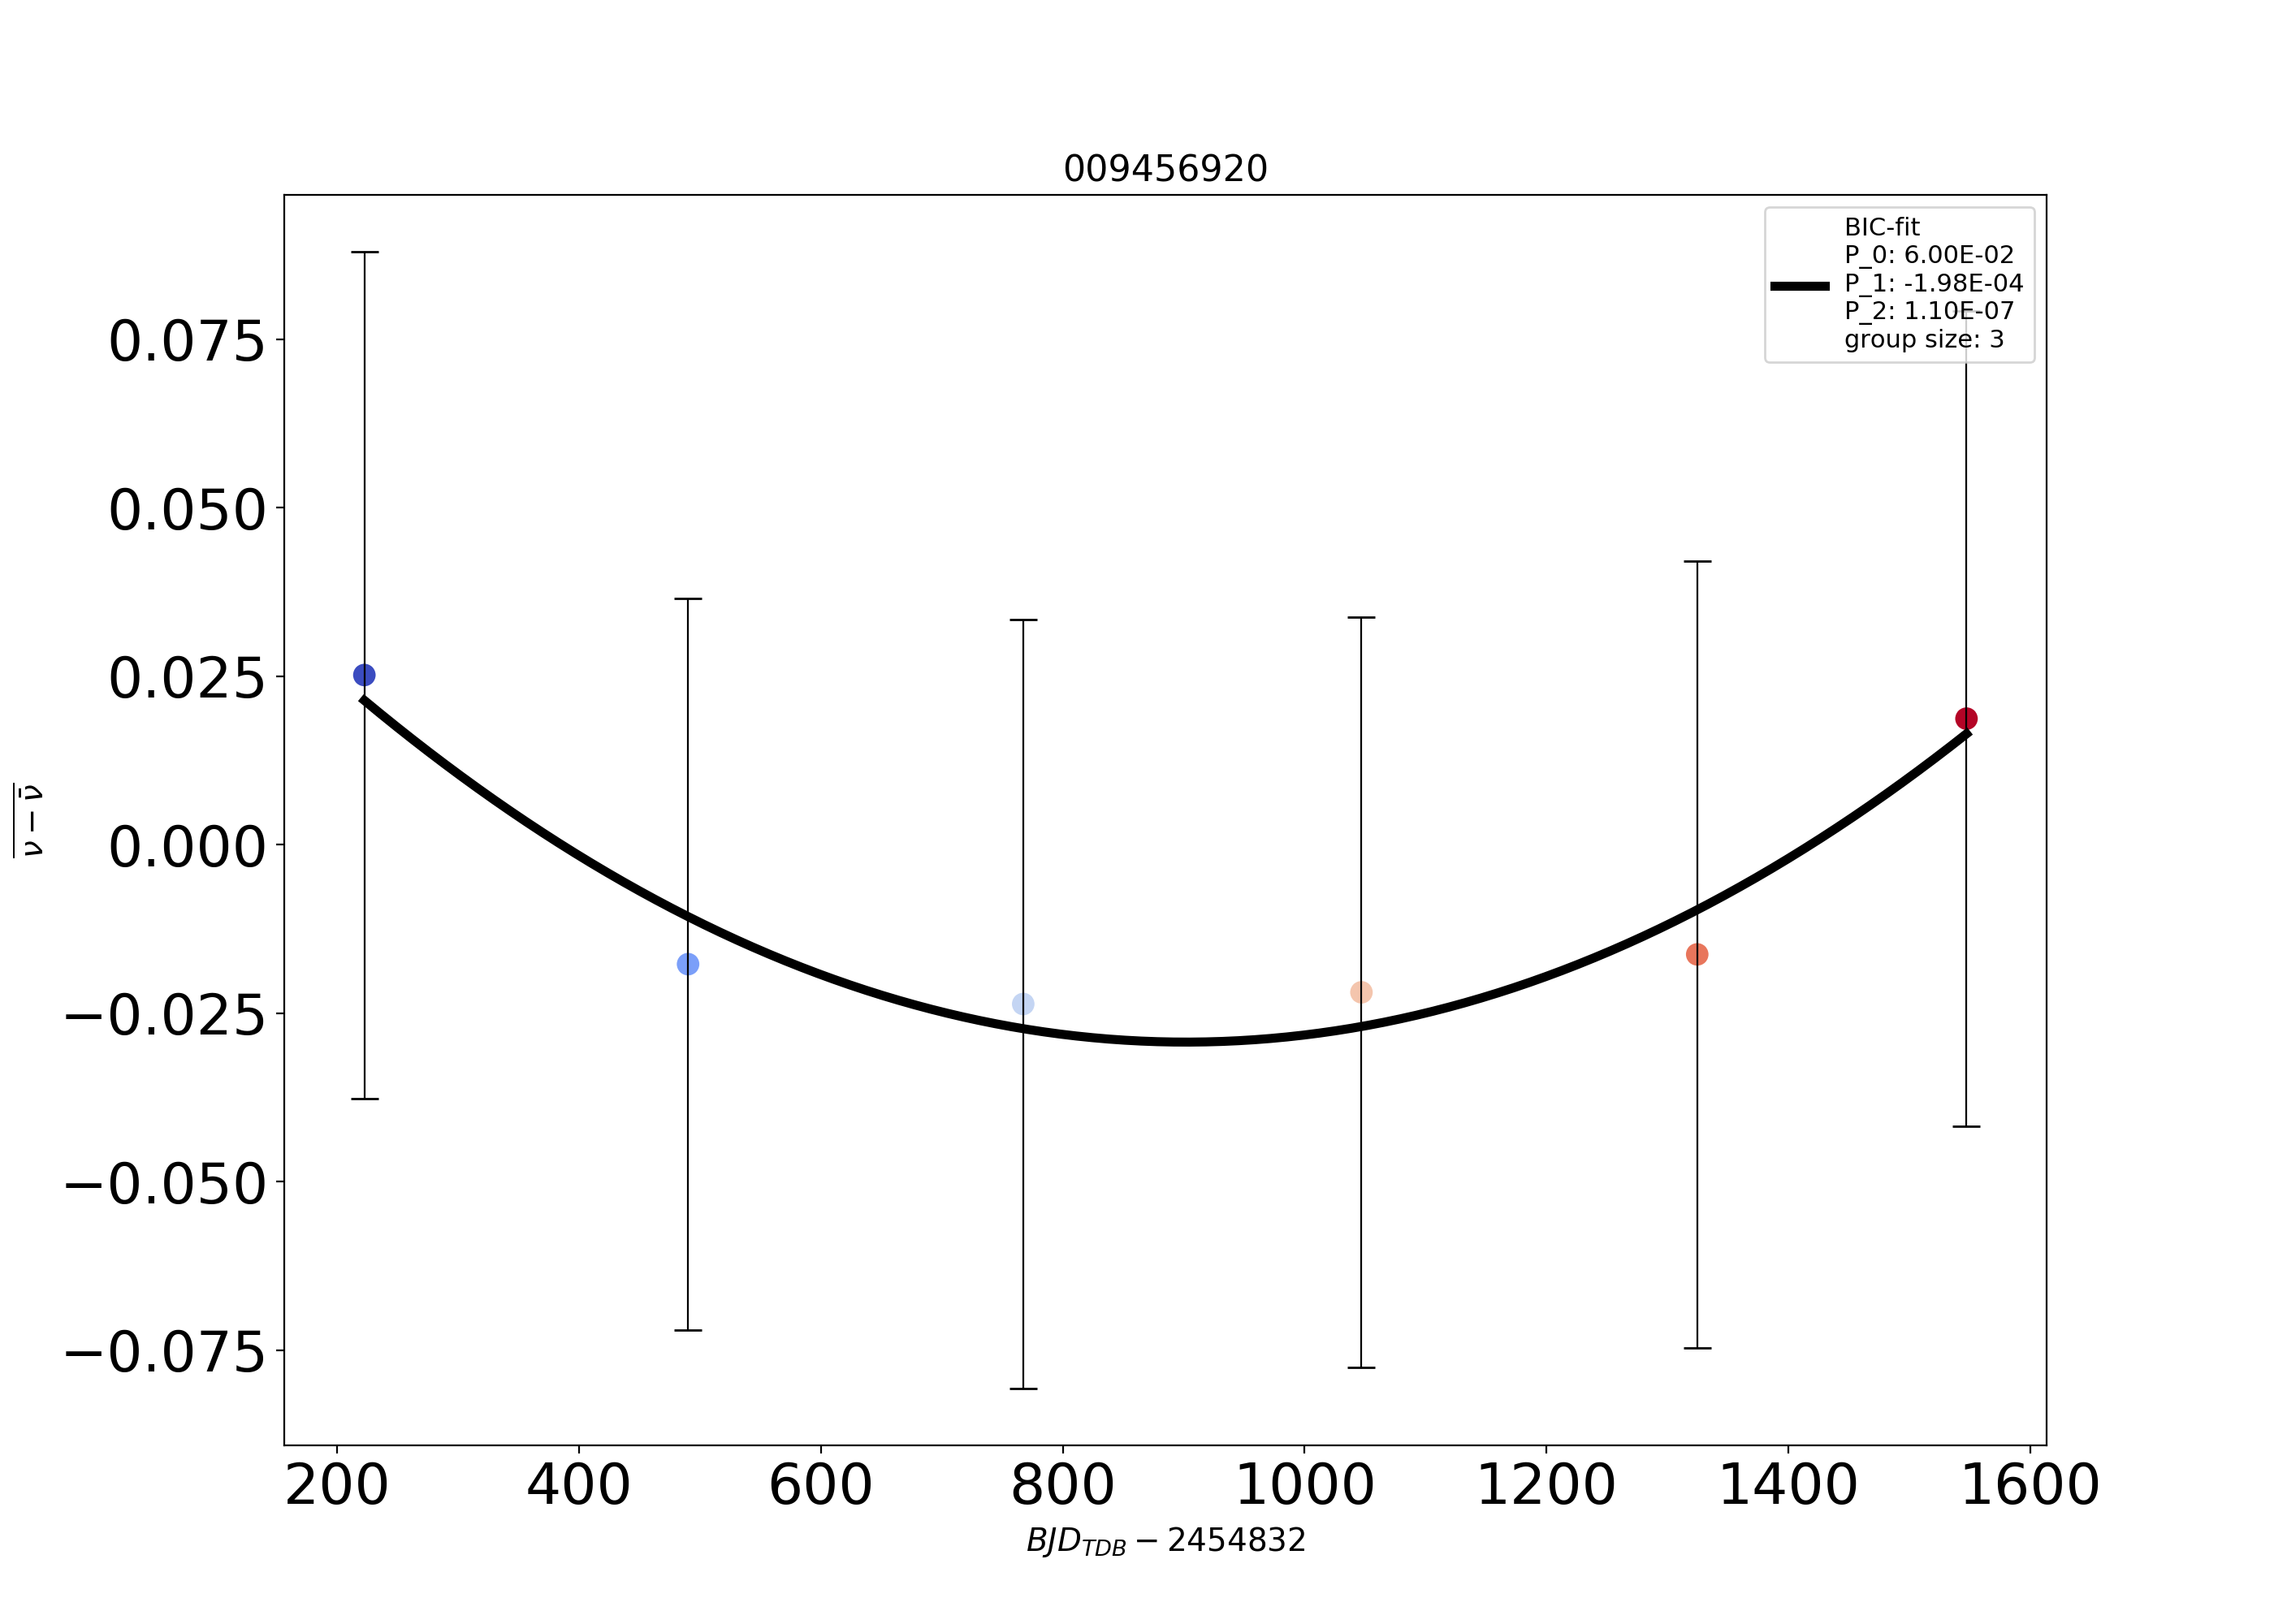 009456920
BIC-fit
P_0: 6.00E-02
P_1: -1.98E-04
P_2: 1.10E-07
group size: 3
0.075
0.050
0.025
0.000
−0.025
−0.050
−0.075
ν − ν̄
200 400 600 800 1000 1200 1400 1600
BJD_TDB − 2454832